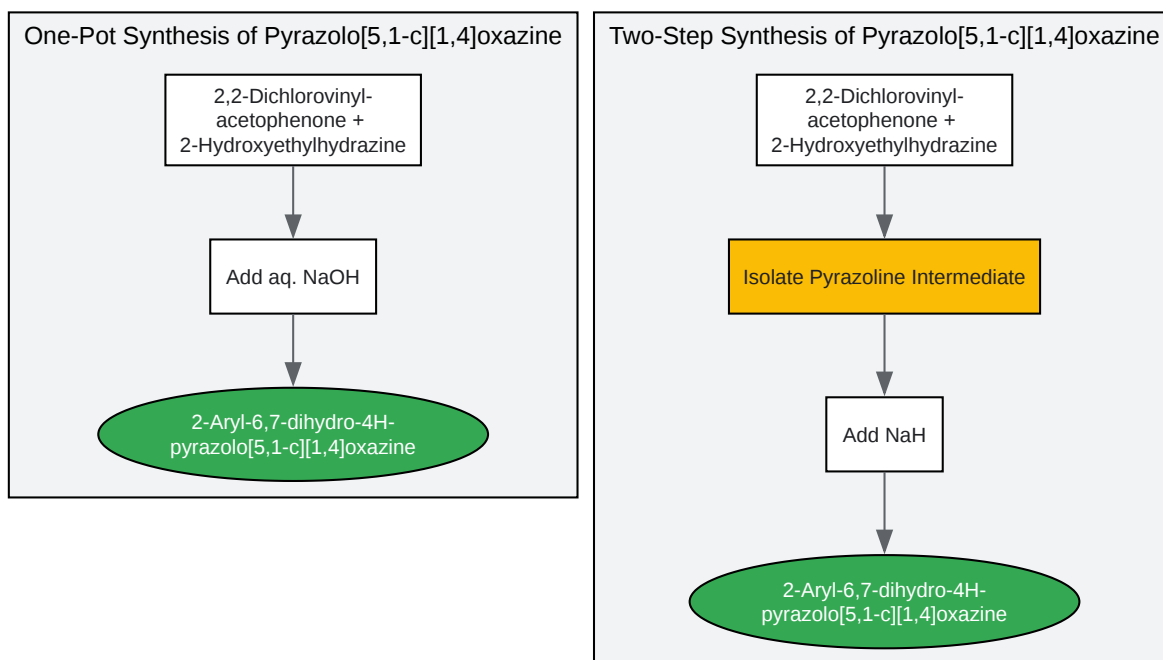 One-Pot Synthesis of Pyrazolo[5,1-c][1,4]oxazine
2,2-Dichlorovinyl-
acetophenone +
2-Hydroxyethylhydrazine
Add aq. NaOH
2-Aryl-6,7-dihydro-4H-
pyrazolo[5,1-c][1,4]oxazine
Two-Step Synthesis of Pyrazolo[5,1-c][1,4]oxazine
2,2-Dichlorovinyl-
acetophenone +
2-Hydroxyethylhydrazine
Isolate Pyrazoline Intermediate
Add NaH
2-Aryl-6,7-dihydro-4H-
pyrazolo[5,1-c][1,4]oxazine